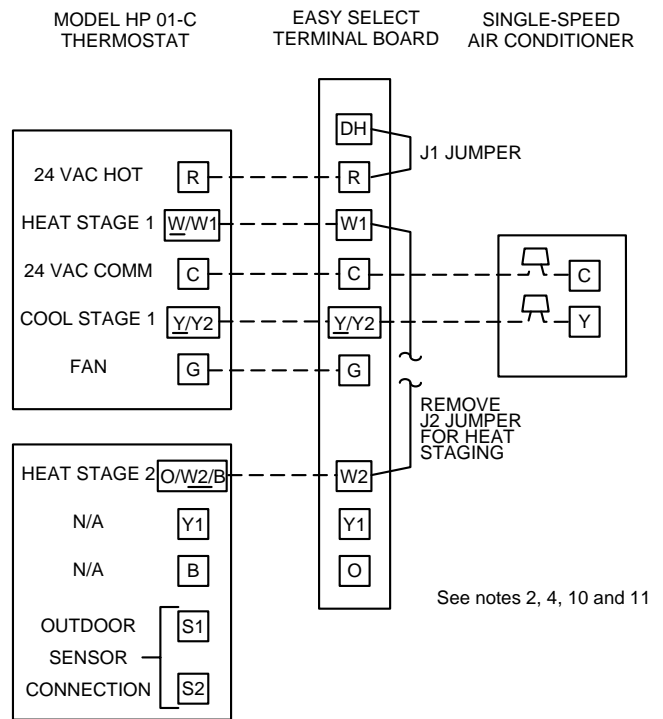 MODEL HP 01-C
THERMOSTAT
EASY SELECT
TERMINAL BOARD
SINGLE-SPEED
AIR CONDITIONER
DH
J1 JUMPER
24 VAC HOT R R
HEAT STAGE 1 W/W1 W1
24 VAC COMM C C C
COOL STAGE 1 Y/Y2 Y/Y2 Y
FAN G G
REMOVE
J2 JUMPER
FOR HEAT
STAGING
HEAT STAGE 2 O/W2/B W2
N/A Y1 Y1
N/A B O
See notes 2, 4, 10 and 11
OUTDOOR S1
SENSOR
CONNECTION S2